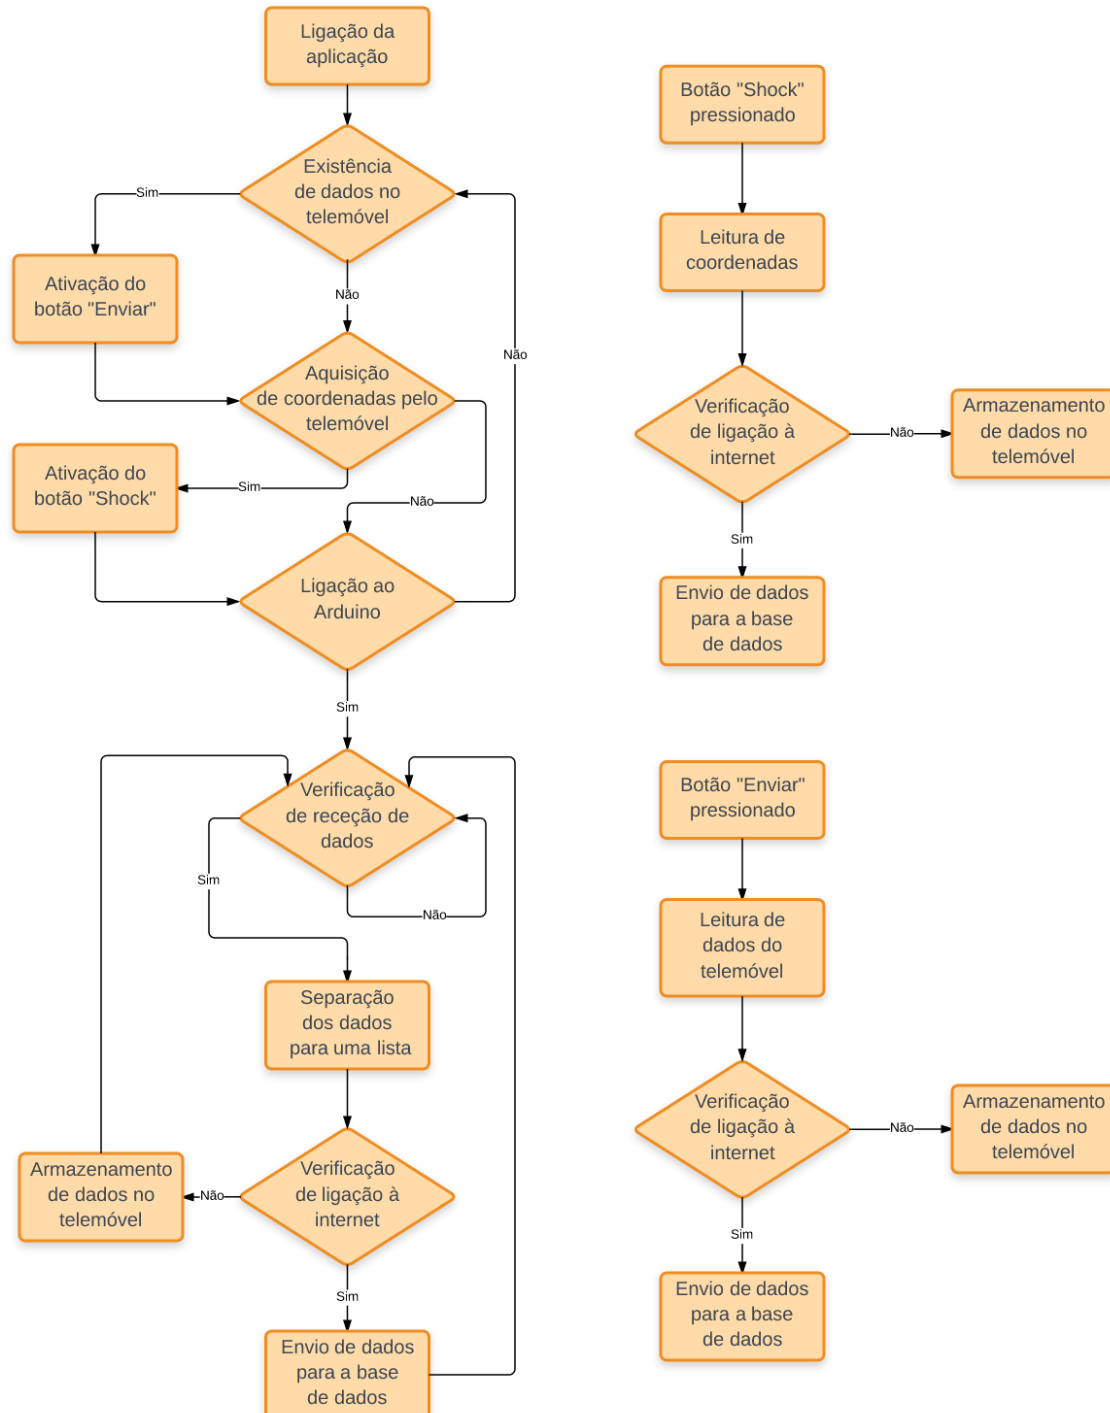 Ligação da
aplicação
Existência
de dados no
telemóvel
Sim
Não
Ativação do
botão "Enviar"
Aquisição
de coordenadas pelo
telemóvel
Não
Sim
Ativação do
botão "Shock"
Não
Ligação ao
Arduino
Sim
Verificação
de receção de
dados
Sim
Não
Separação
dos dados
para uma lista
Verificação
de ligação à
internet
Não
Armazenamento
de dados no
telemóvel
Sim
Envio de dados
para a base
de dados
Botão "Shock"
pressionado
Leitura de
coordenadas
Verificação
de ligação à
internet
Não
Armazenamento
de dados no
telemóvel
Sim
Envio de dados
para a base
de dados
Botão "Enviar"
pressionado
Leitura de
dados do
telemóvel
Verificação
de ligação à
internet
Não
Armazenamento
de dados no
telemóvel
Sim
Envio de dados
para a base
de dados